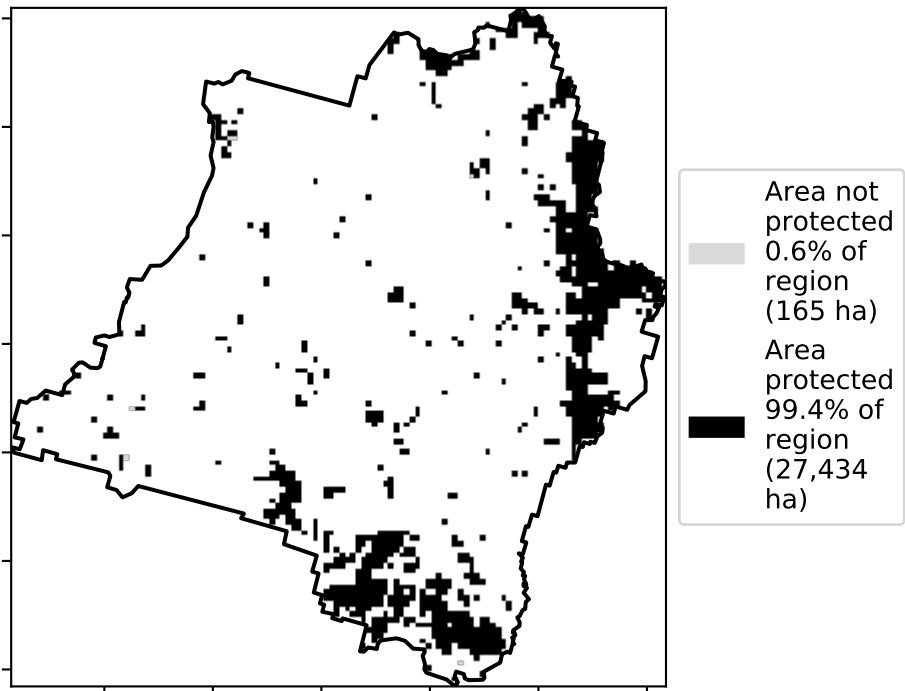 Area not
protected
0.6% of
region
(165 ha)
Area
protected
99.4% of
region
(27,434
ha)